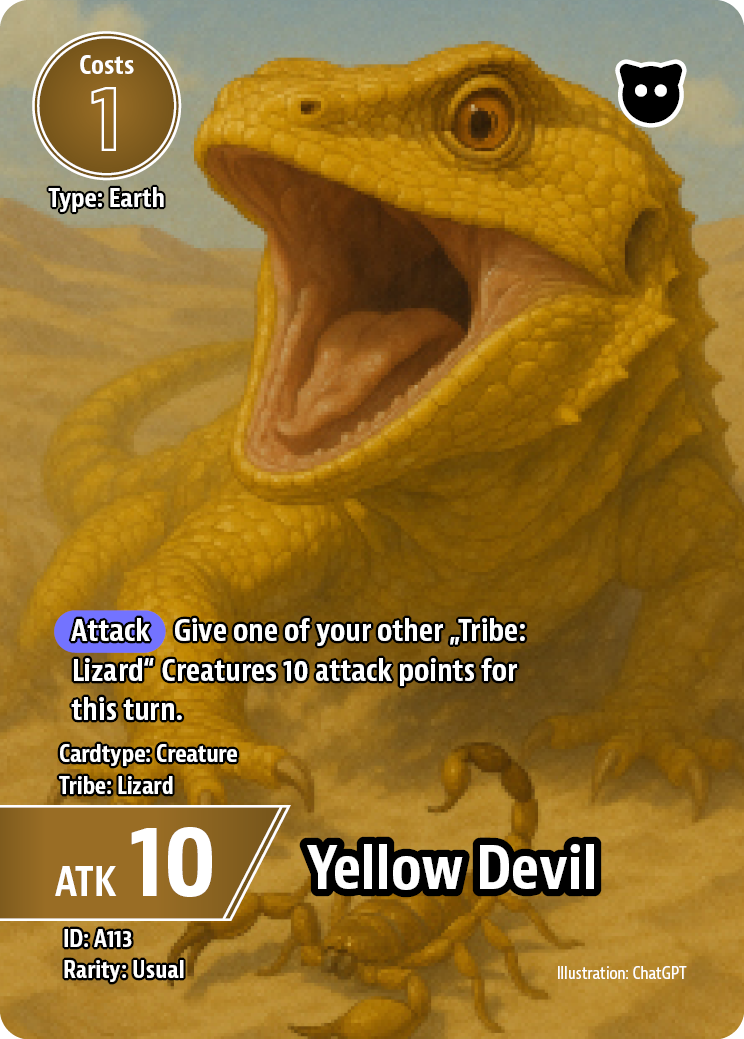 Costs
1
Type: Earth
Attack Give one of your other „Tribe:
Lizard“ Creatures 10 attack points for
this turn.
Cardtype: Creature
Tribe: Lizard
ATK 10
Yellow Devil
ID: A113
Rarity: Usual
Illustration: ChatGPT